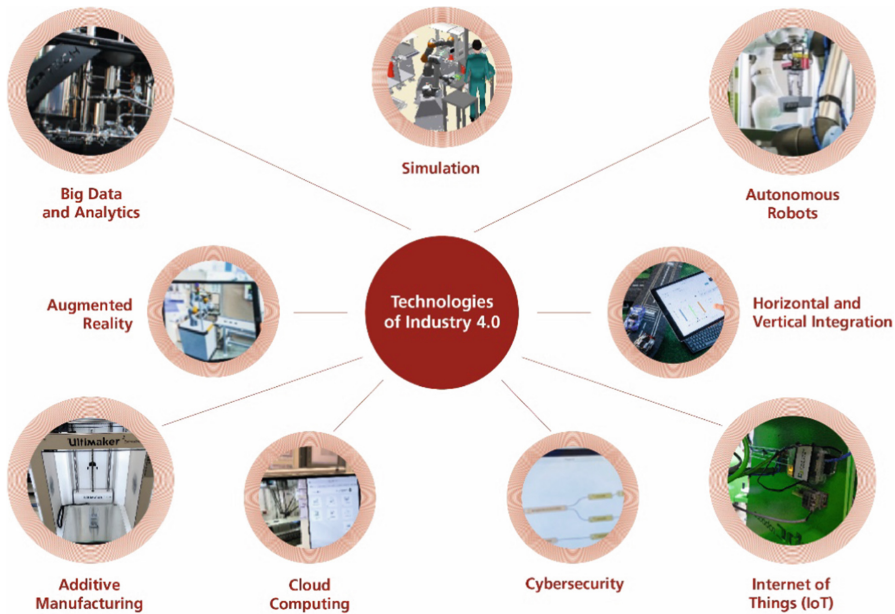 Simulation
Big Data
and Analytics
Autonomous
Robots
Augmented
Reality
Technologies
of Industry 4.0
Horizontal and
Vertical Integration
Ultimaker
Additive
Manufacturing
Cloud
Computing
Cybersecurity
Internet of
Things (IoT)